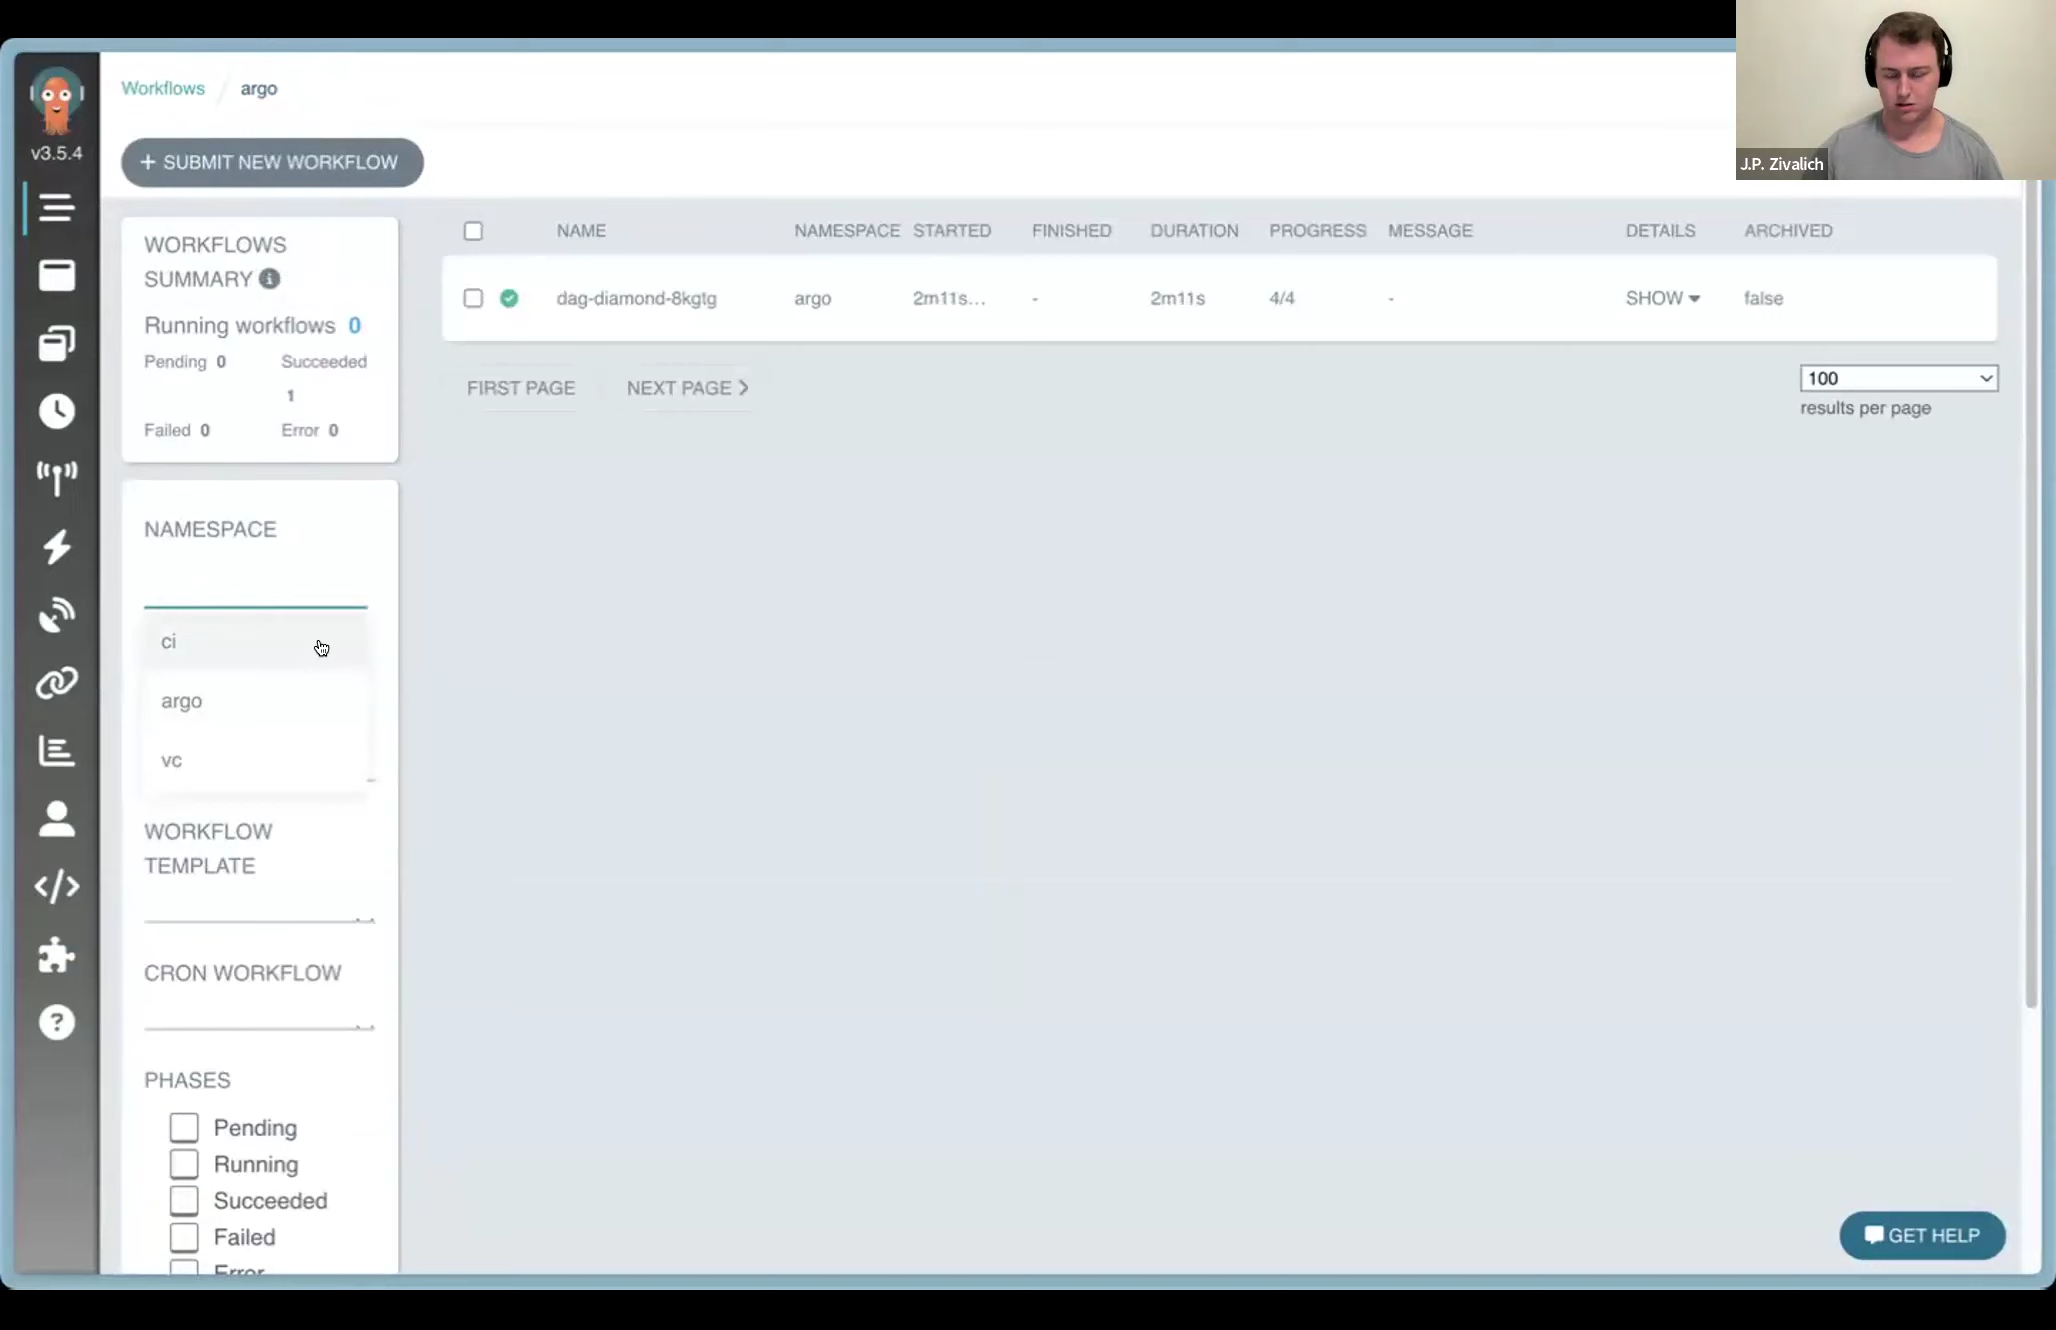 Workflows / argo
v3.5.4
+ SUBMIT NEW WORKFLOW
J.P. Zivalich
WORKFLOWS
SUMMARY
Running workflows 0
Pending 0 Succeeded
1
Failed 0 Error 0
NAME NAMESPACE STARTED FINISHED DURATION PROGRESS MESSAGE DETAILS ARCHIVED
dag-diamond-8kgtg argo 2m11s... - 2m11s 4/4 - SHOW false
FIRST PAGE NEXT PAGE
100
results per page
NAMESPACE
ci
argo
vc
WORKFLOW
TEMPLATE
CRON WORKFLOW
PHASES
Pending
Running
Succeeded
Failed
Error
GET HELP